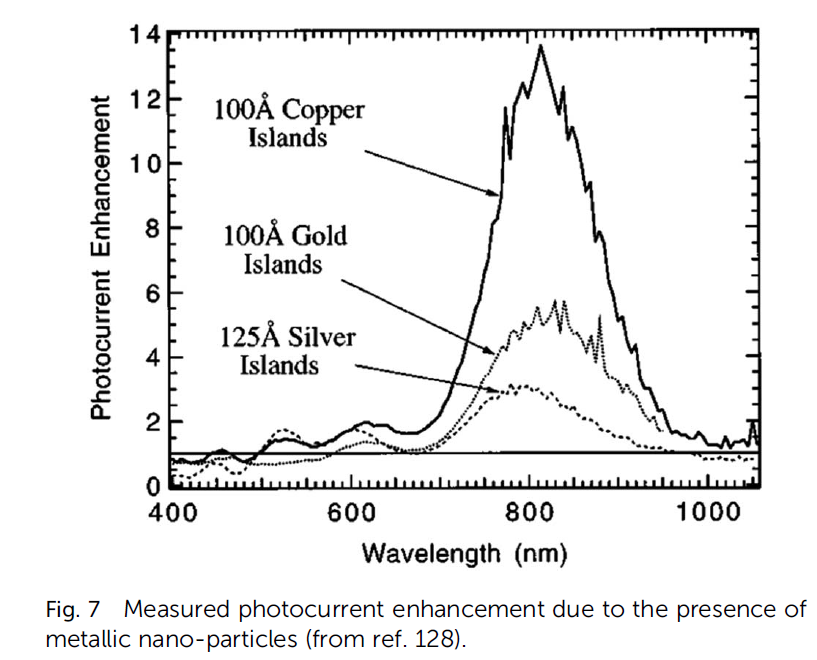 14
12
10
8
6
4
2
0
Photocurrent Enhancement
100Å Copper
Islands
100Å Gold
Islands
125Å Silver
Islands
400
600
800
1000
Wavelength (nm)
Fig. 7 Measured photocurrent enhancement due to the presence of
metallic nano-particles (from ref. 128).